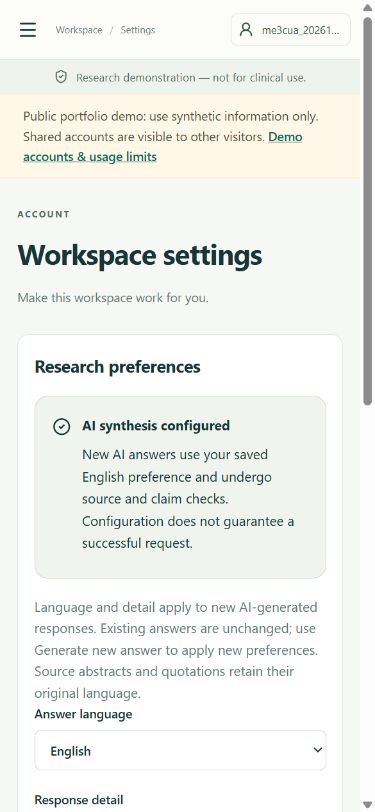 Workspace / Settings
me3cua_20261...
Research demonstration — not for clinical use.
Public portfolio demo: use synthetic information only.
Shared accounts are visible to other visitors. Demo
accounts & usage limits
ACCOUNT
Workspace settings
Make this workspace work for you.
Research preferences
AI synthesis configured
New AI answers use your saved
English preference and undergo
source and claim checks.
Configuration does not guarantee a
successful request.
Language and detail apply to new AI-generated
responses. Existing answers are unchanged; use
Generate new answer to apply new preferences.
Source abstracts and quotations retain their
original language.
Answer language
English
Response detail